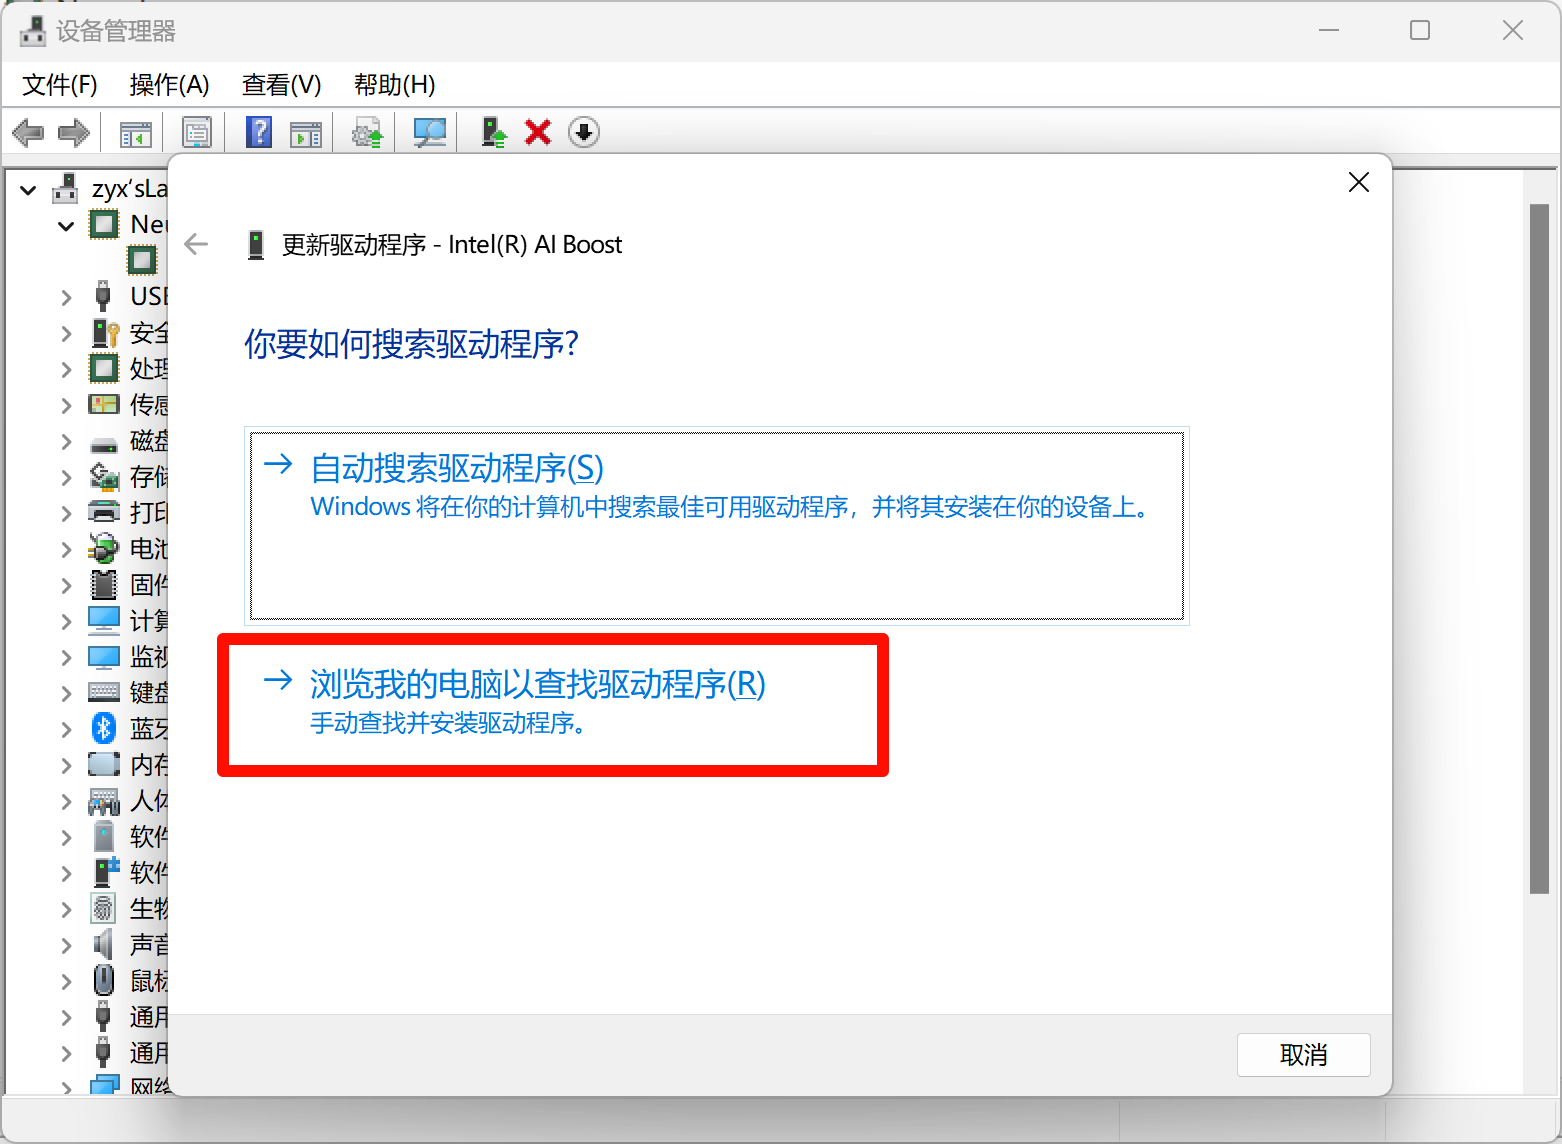 设备管理器
文件(F) 操作(A) 查看(V) 帮助(H)
zyx'sLa
Neu
USB
安全
处理
传感
磁盘
存储
打印
电池
固件
计算
监视
键盘
蓝牙
内存
人体
软件
软件
生物
声音
鼠标
通用
通用
网络
更新驱动程序 - Intel(R) AI Boost
你要如何搜索驱动程序?
自动搜索驱动程序(S)
Windows 将在你的计算机中搜索最佳可用驱动程序，并将其安装在你的设备上。
浏览我的电脑以查找驱动程序(R)
手动查找并安装驱动程序。
取消